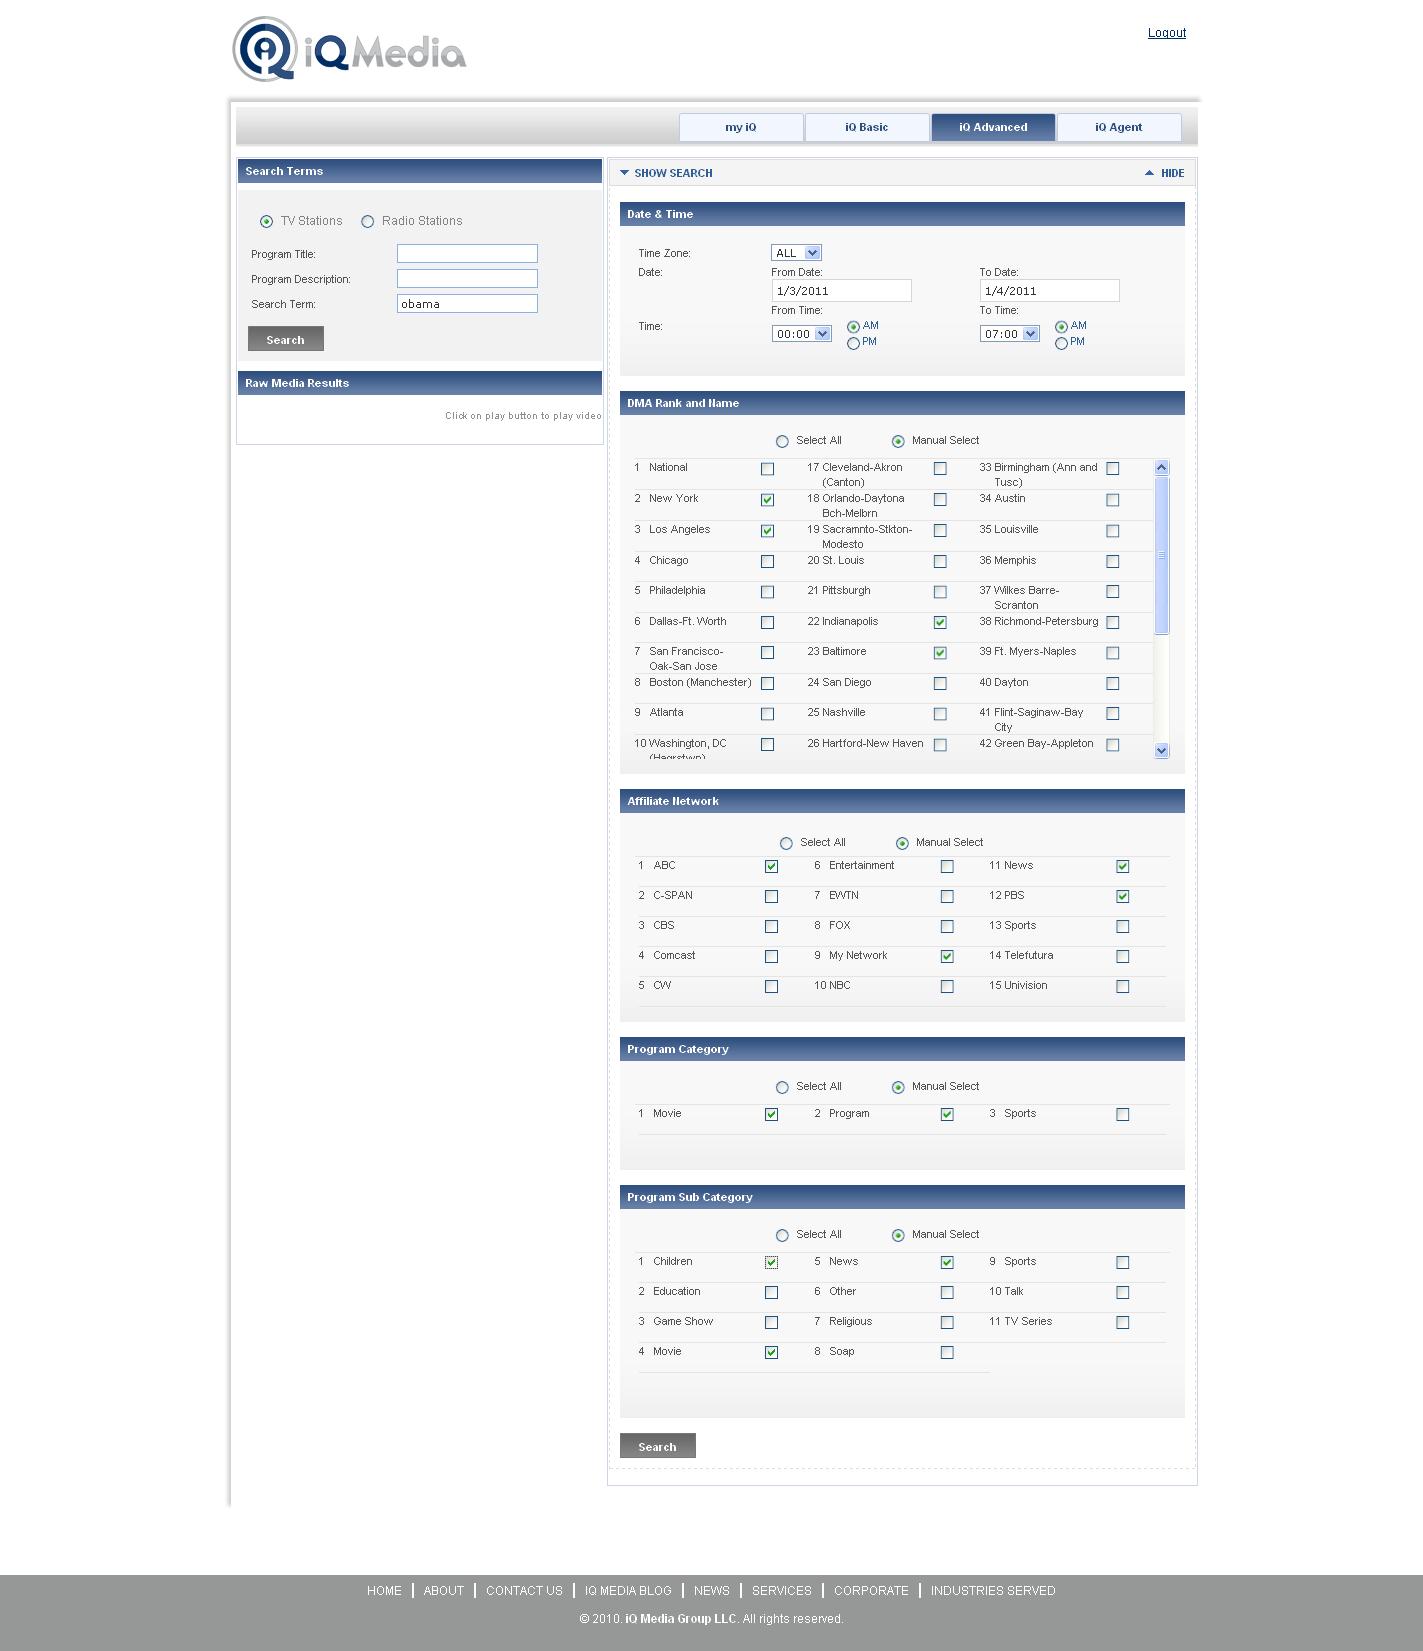 iQMedia
Logout
my iQ
iQ Basic
iQ Advanced
iQ Agent
Search Terms
TV Stations
Radio Stations
Program Title:
Program Description:
Search Term:
obama
Search
Raw Media Results
Click on play button to play video
SHOW SEARCH
HIDE
Date & Time
Time Zone:
ALL
Date:
From Date:
To Date:
1/3/2011
1/4/2011
From Time:
To Time:
Time:
00:00
AM
PM
07:00
AM
PM
DMA Rank and Name
Select All
Manual Select
1 National
17 Cleveland-Akron
(Canton)
33 Birmingham (Ann and
Tusc)
2 New York
18 Orlando-Daytona
Bch-Melbrn
34 Austin
3 Los Angeles
19 Sacramnto-Stkton-
Modesto
35 Louisville
4 Chicago
20 St. Louis
36 Memphis
5 Philadelphia
21 Pittsburgh
37 Wilkes Barre-
Scranton
6 Dallas-Ft. Worth
22 Indianapolis
38 Richmond-Petersburg
7 San Francisco-
Oak-San Jose
23 Baltimore
39 Ft. Myers-Naples
8 Boston (Manchester)
24 San Diego
40 Dayton
9 Atlanta
25 Nashville
41 Flint-Saginaw-Bay
City
10 Washington, DC
(Hagrstwn)
26 Hartford-New Haven
42 Green Bay-Appleton
Affiliate Network
Select All
Manual Select
1 ABC
6 Entertainment
11 News
2 C-SPAN
7 EWTN
12 PBS
3 CBS
8 FOX
13 Sports
4 Comcast
9 My Network
14 Telefutura
5 CW
10 NBC
15 Univision
Program Category
Select All
Manual Select
1 Movie
2 Program
3 Sports
Program Sub Category
Select All
Manual Select
1 Children
5 News
9 Sports
2 Education
6 Other
10 Talk
3 Game Show
7 Religious
11 TV Series
4 Movie
8 Soap
Search
HOME
ABOUT
CONTACT US
IQ MEDIA BLOG
NEWS
SERVICES
CORPORATE
INDUSTRIES SERVED
© 2010. iQ Media Group LLC. All rights reserved.